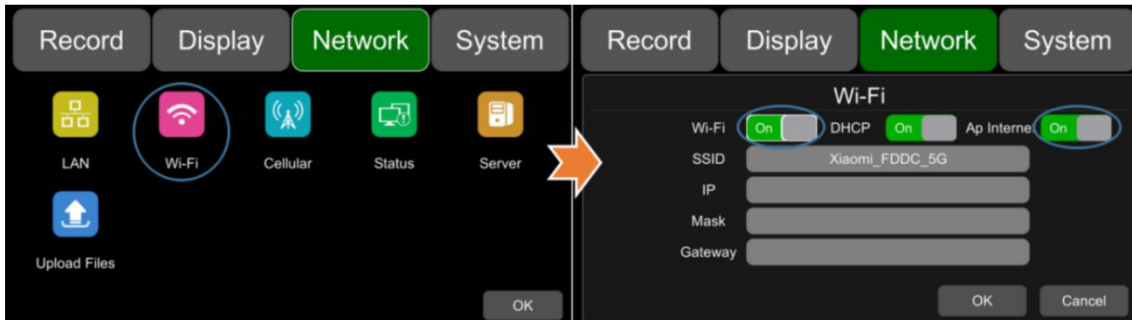 Record Display Network System
LAN Wi-Fi Cellular Status Server
Upload Files
OK
Record Display Network System
Wi-Fi
Wi-Fi On DHCP On Ap Interne On
SSID Xiaomi_FDDC_5G
IP
Mask
Gateway
OK Cancel